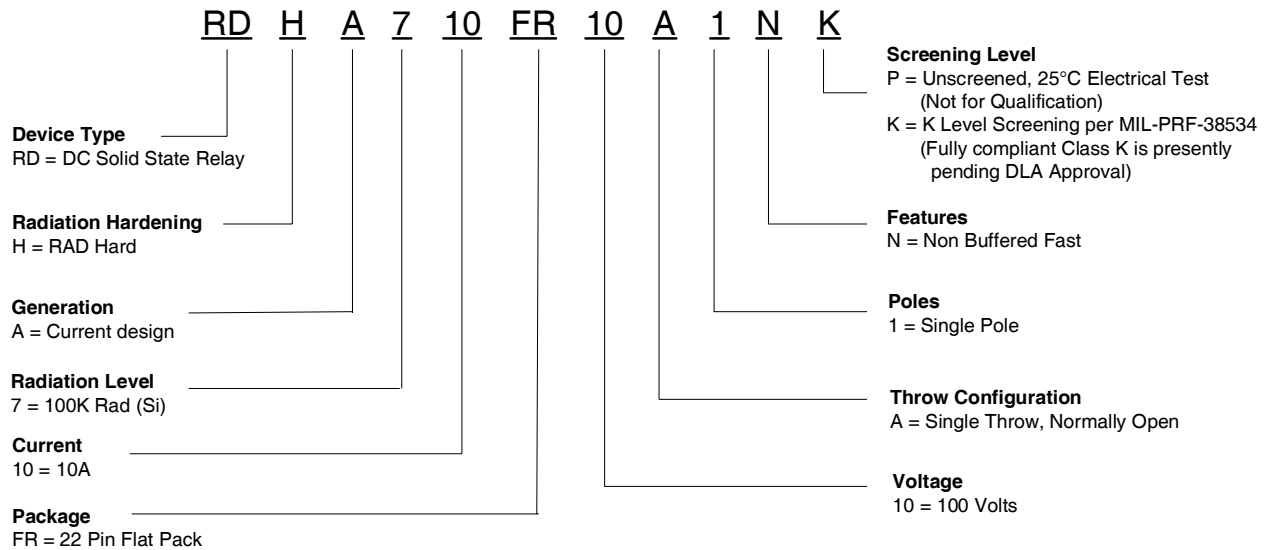 RD H A 7 10 FR 10 A 1 N K
Device Type
RD = DC Solid State Relay
Radiation Hardening
H = RAD Hard
Generation
A = Current design
Radiation Level
7 = 100K Rad (Si)
Current
10 = 10A
Package
FR = 22 Pin Flat Pack
Screening Level
P = Unscreened, 25°C Electrical Test
(Not for Qualification)
K = K Level Screening per MIL-PRF-38534
(Fully compliant Class K is presently
pending DLA Approval)
Features
N = Non Buffered Fast
Poles
1 = Single Pole
Throw Configuration
A = Single Throw, Normally Open
Voltage
10 = 100 Volts